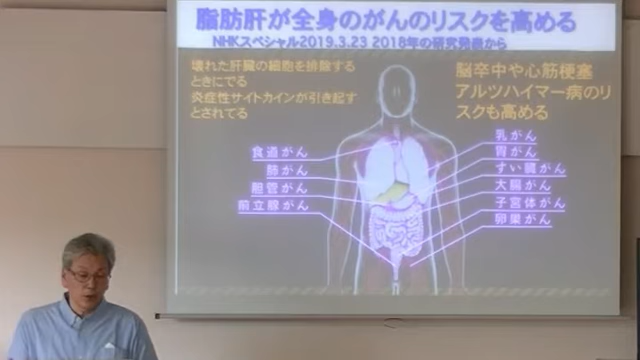 脂肪肝が全身のがんのリスクを高める
NHKスペシャル2019.3.23 2018年の研究発表から
壊れた肝臓の細胞を排除する
ときにでる
炎症性サイトカインが引き起す
とされてる
脳卒中や心筋梗塞
アルツハイマー病のリ
スクも高める
食道がん
肺がん
胆管がん
前立腺がん
乳がん
胃がん
すい臓がん
大腸がん
子宮体がん
卵巣がん